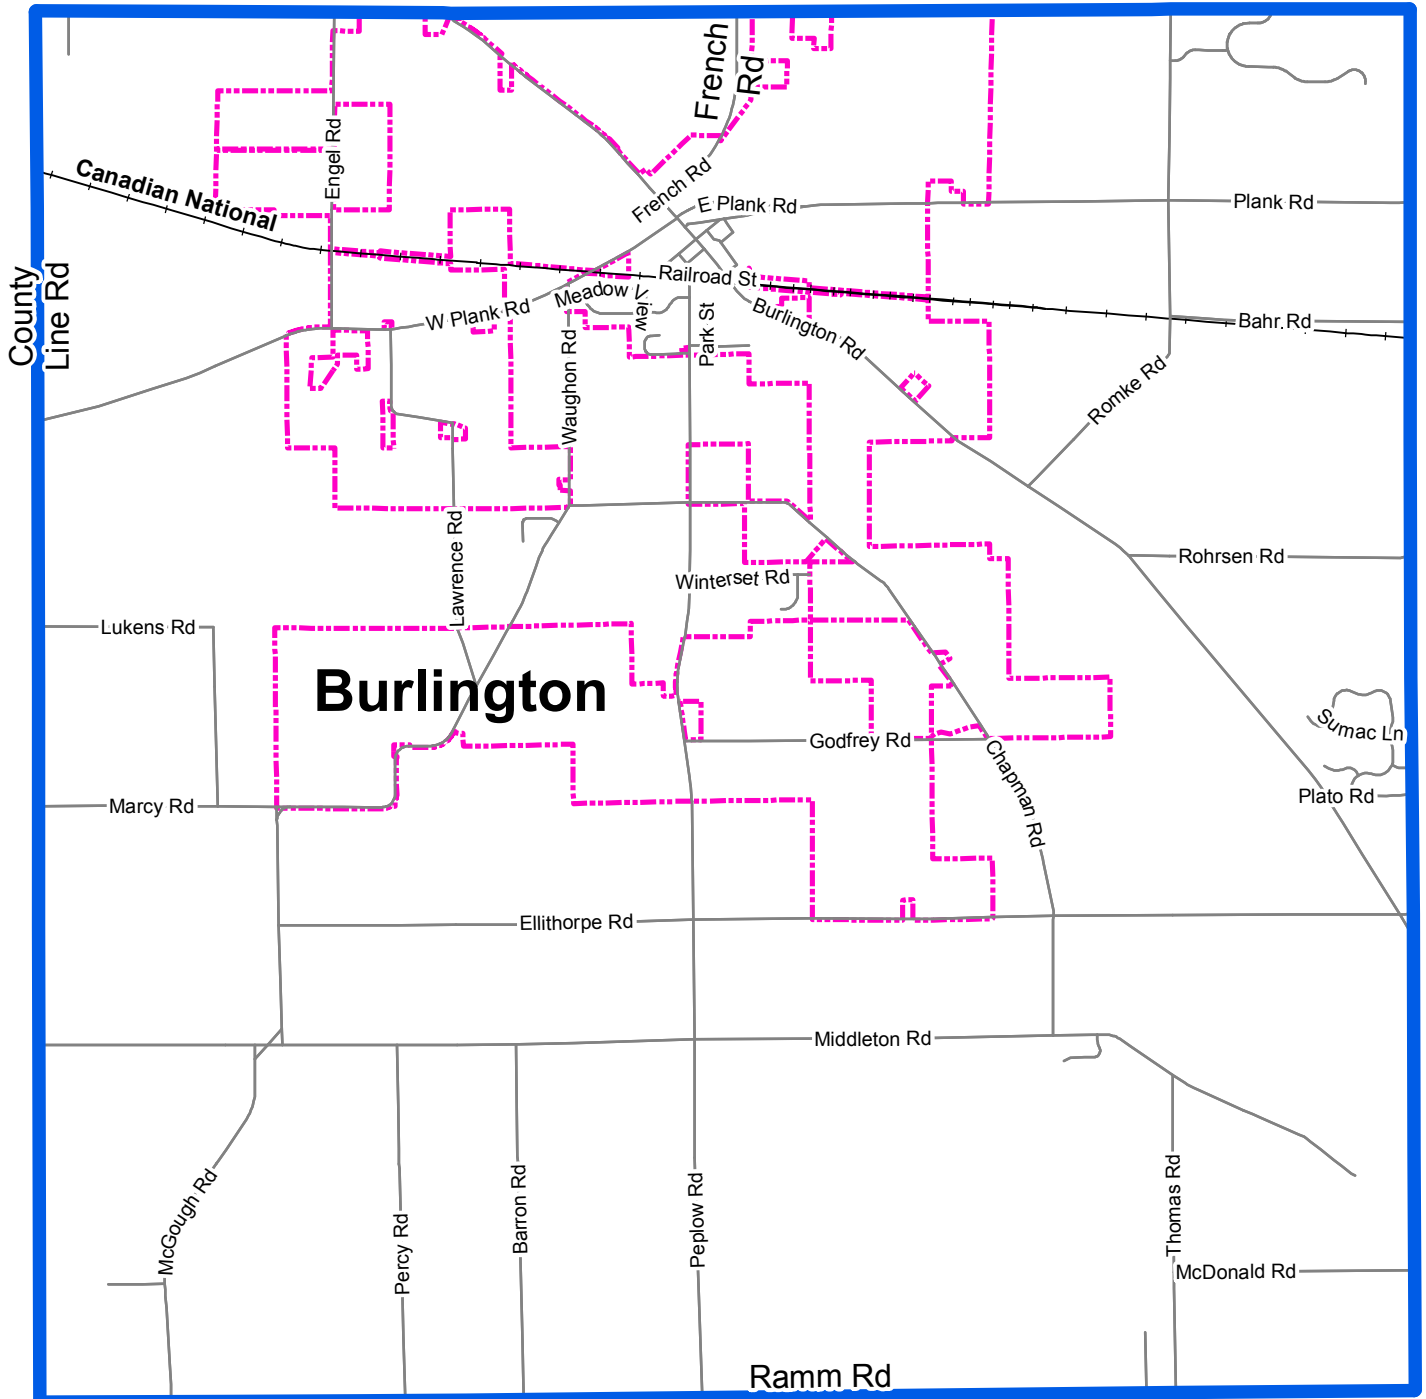 French
Rd
Engel Rd
Canadian National
French Rd
E Plank Rd
Plank Rd
County
Line Rd
Railroad St
Meadow View
W Plank Rd
Burlington Rd
Bahr Rd
Park St
Waughon Rd
Romke Rd
Lawrence Rd
Rohrsen Rd
Winterset Rd
Lukens Rd
Burlington
Godfrey Rd
Sumac Ln
Chapman Rd
Marcy Rd
Plato Rd
Ellithorpe Rd
Middleton Rd
McGough Rd
Percy Rd
Barron Rd
Peplow Rd
Thomas Rd
McDonald Rd
Ramm Rd